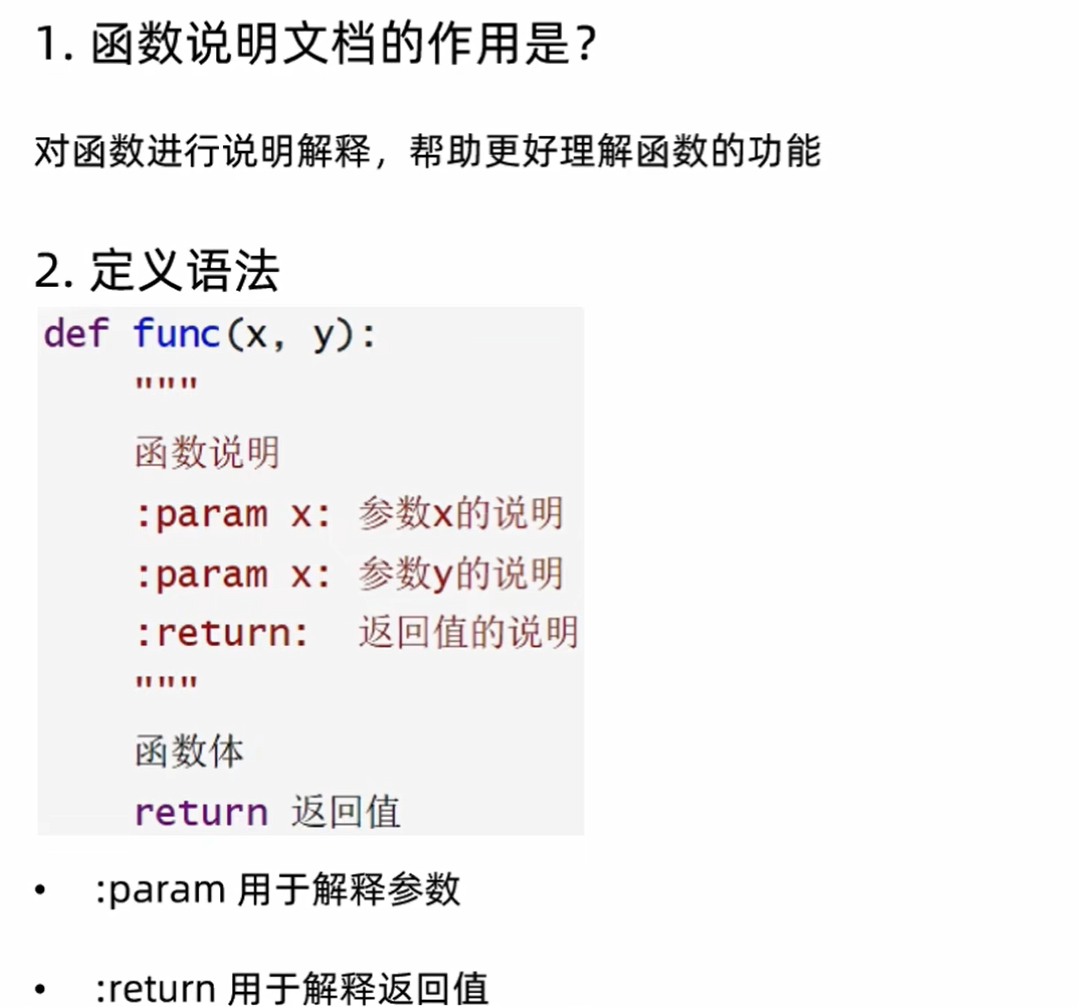 1. 函数说明文档的作用是？
对函数进行说明解释，帮助更好理解函数的功能
2. 定义语法
def func(x, y):
    """
    函数说明
    :param x: 参数x的说明
    :param x: 参数y的说明
    :return:  返回值的说明
    """
    函数体
    return 返回值
• :param 用于解释参数
• :return 用于解释返回值